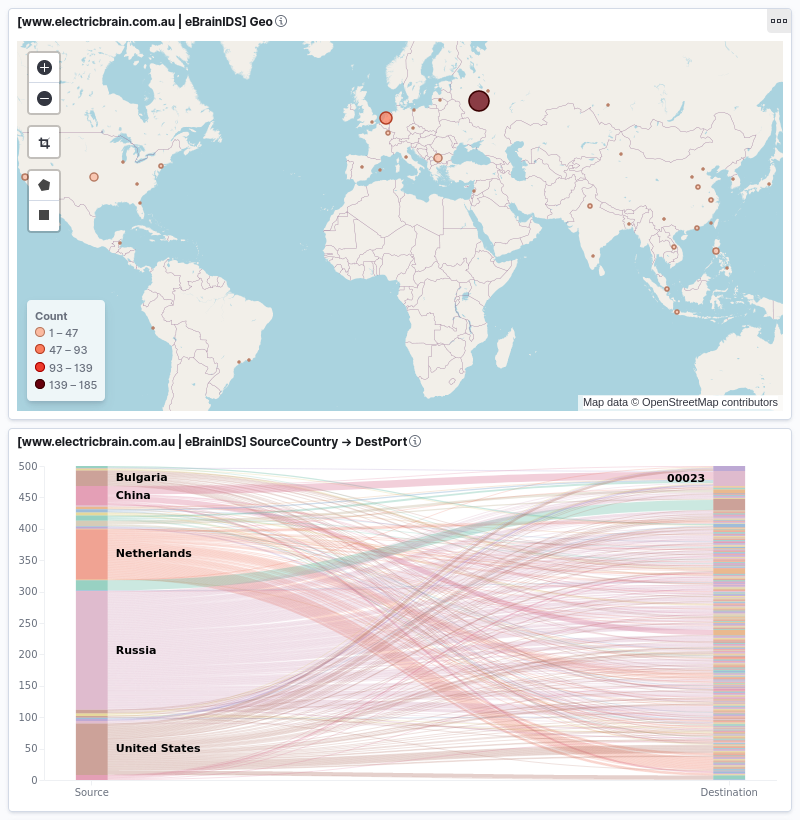 [www.electricbrain.com.au | eBrainIDS] Geo
Count
1 – 47
47 – 93
93 – 139
139 – 185
Map data © OpenStreetMap contributors
[www.electricbrain.com.au | eBrainIDS] SourceCountry → DestPort
500
450
400
350
300
250
200
150
100
50
0
Bulgaria
China
Netherlands
Russia
United States
00023
Source
Destination